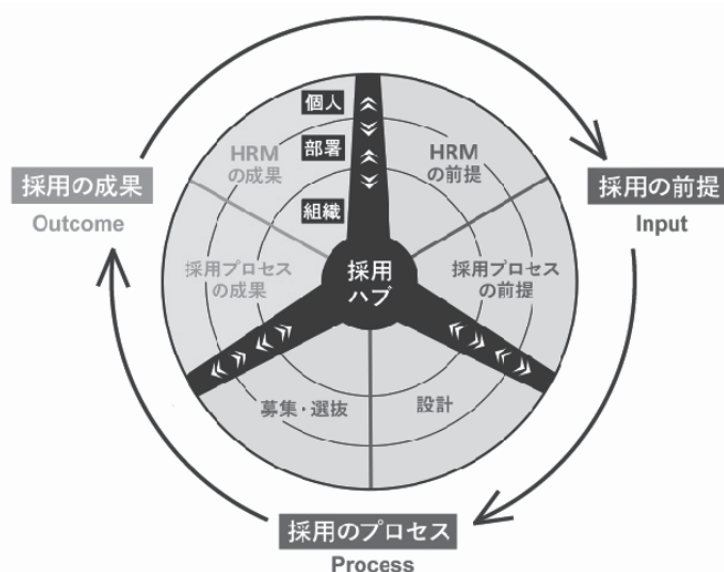 個人
部署
組織
HRM
の成果
HRM
の前提
採用の成果
Outcome
採用の前提
Input
採用プロセス
の成果
採用
ハブ
採用プロセス
の前提
募集・選抜
設計
採用のプロセス
Process